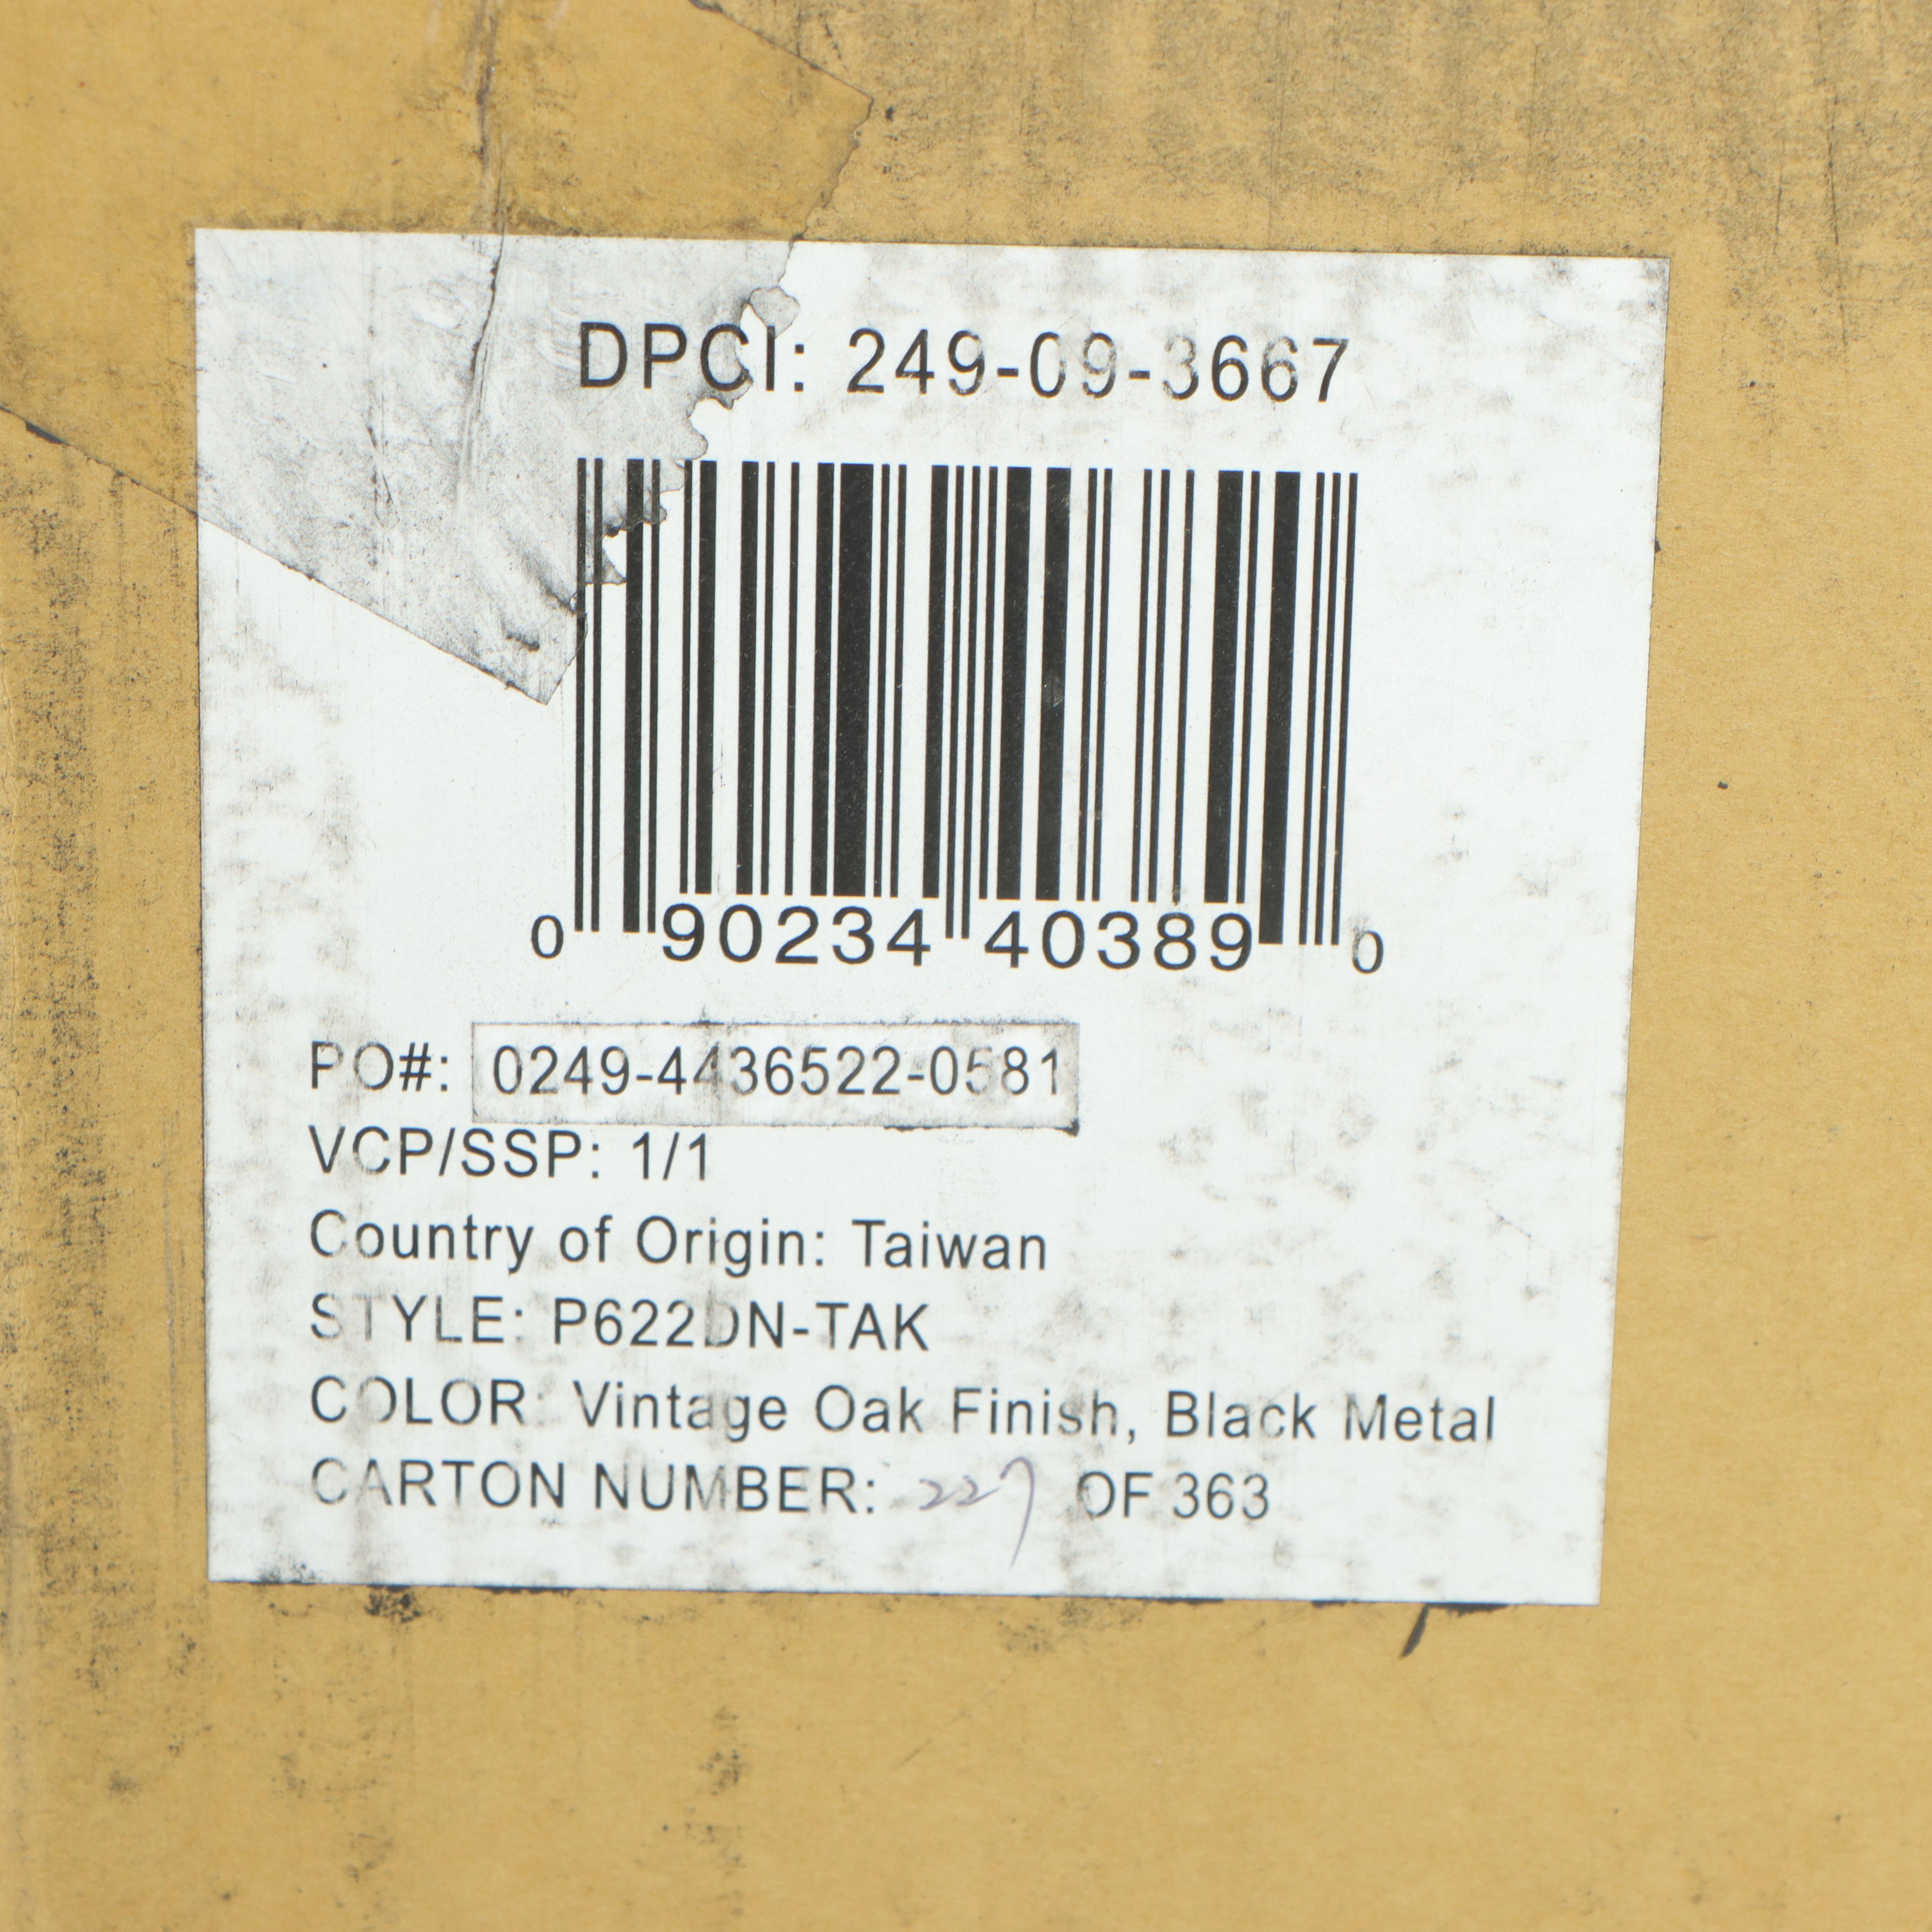 DPCI: 249-09-3667
0 90234 40389 0
PO#: 0249-4436522-0581
VCP/SSP: 1/1
Country of Origin: Taiwan
STYLE: P622DN-TAK
COLOR: Vintage Oak Finish, Black Metal
CARTON NUMBER: 227 OF 363